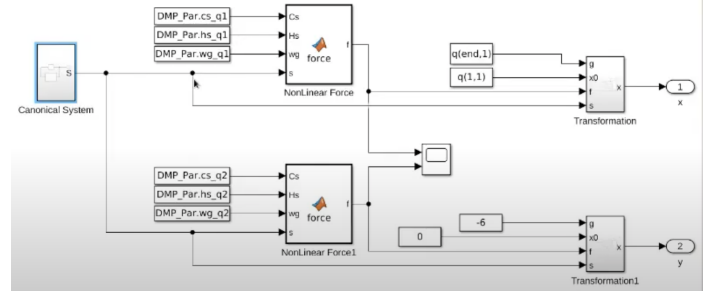 DMP_Par.cs_q1
DMP_Par.hs_q1
DMP_Par.wg_q1
Cs
Hs
wg
s
force
f
NonLinear Force
S
Canonical System
q(end,1)
q(1,1)
g
x0
f
s
x
Transformation
1
x
DMP_Par.cs_q2
DMP_Par.hs_q2
DMP_Par.wg_q2
Cs
Hs
wg
s
force
f
NonLinear Force1
-6
0
g
x0
f
s
x
Transformation1
2
y